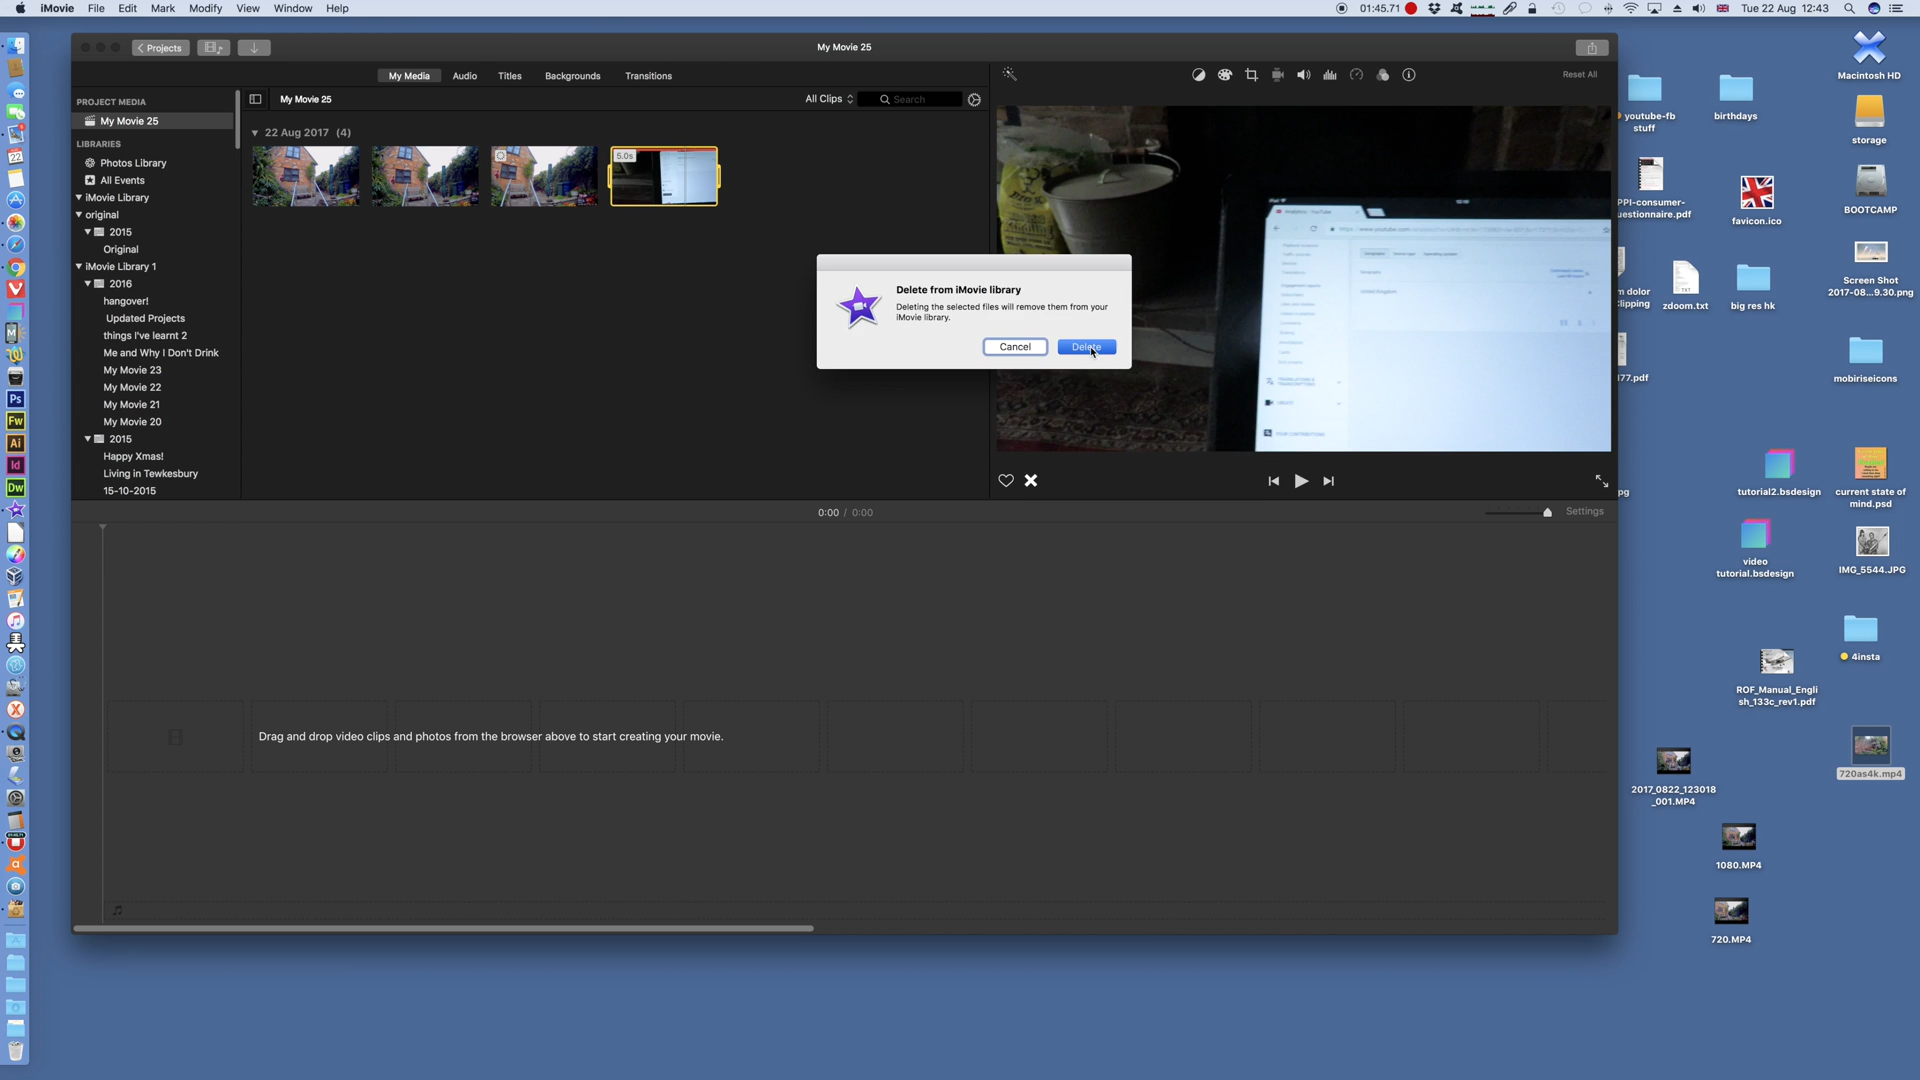 iMovie File Edit Mark Modify View Window Help
01:45.71
Tue 22 Aug 12:43
Projects
My Movie 25
My Media Audio Titles Backgrounds Transitions
Reset All
PROJECT MEDIA
My Movie 25
LIBRARIES
Photos Library
All Events
iMovie Library
original
2015
Original
iMovie Library 1
2016
hangover!
Updated Projects
things I've learnt 2
Me and Why I Don't Drink
My Movie 23
My Movie 22
My Movie 21
My Movie 20
2015
Happy Xmas!
Living in Tewkesbury
15-10-2015
My Movie 25
All Clips
Search
22 Aug 2017 (4)
5.0s
Delete from iMovie library
Deleting the selected files will remove them from your
iMovie library.
Cancel
Delete
0:00 / 0:00
Settings
Drag and drop video clips and photos from the browser above to start creating your movie.
Macintosh HD
youtube-fb
stuff
birthdays
storage
PPI-consumer-
uestionnaire.pdf
favicon.ico
BOOTCAMP
m dolor
lipping
zdoom.txt
big res hk
Screen Shot
2017-08...9.30.png
77.pdf
mobiriseicons
pg
tutorial2.bsdesign
current state of
mind.psd
video
tutorial.bsdesign
IMG_5544.JPG
4insta
ROF_Manual_Engli
sh_133c_rev1.pdf
720as4k.mp4
2017_0822_123018
_001.MP4
1080.MP4
720.MP4
Ps
Fw
Ai
Id
Dw